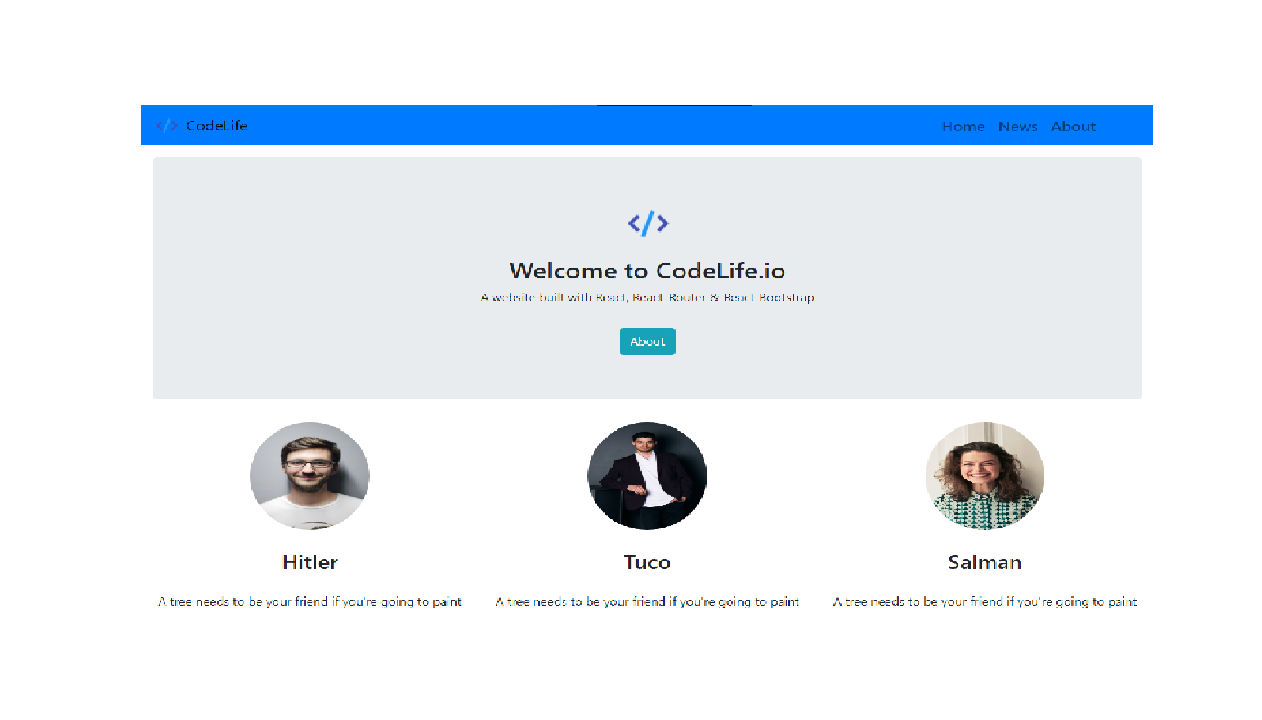 </> CodeLife
Home News About
</>
Welcome to CodeLife.io
A website built with React, React Router & React Bootstrap
About
Hitler Tuco Salman
A tree needs to be your friend if you're going to paint A tree needs to be your friend if you're going to paint A tree needs to be your friend if you're going to paint